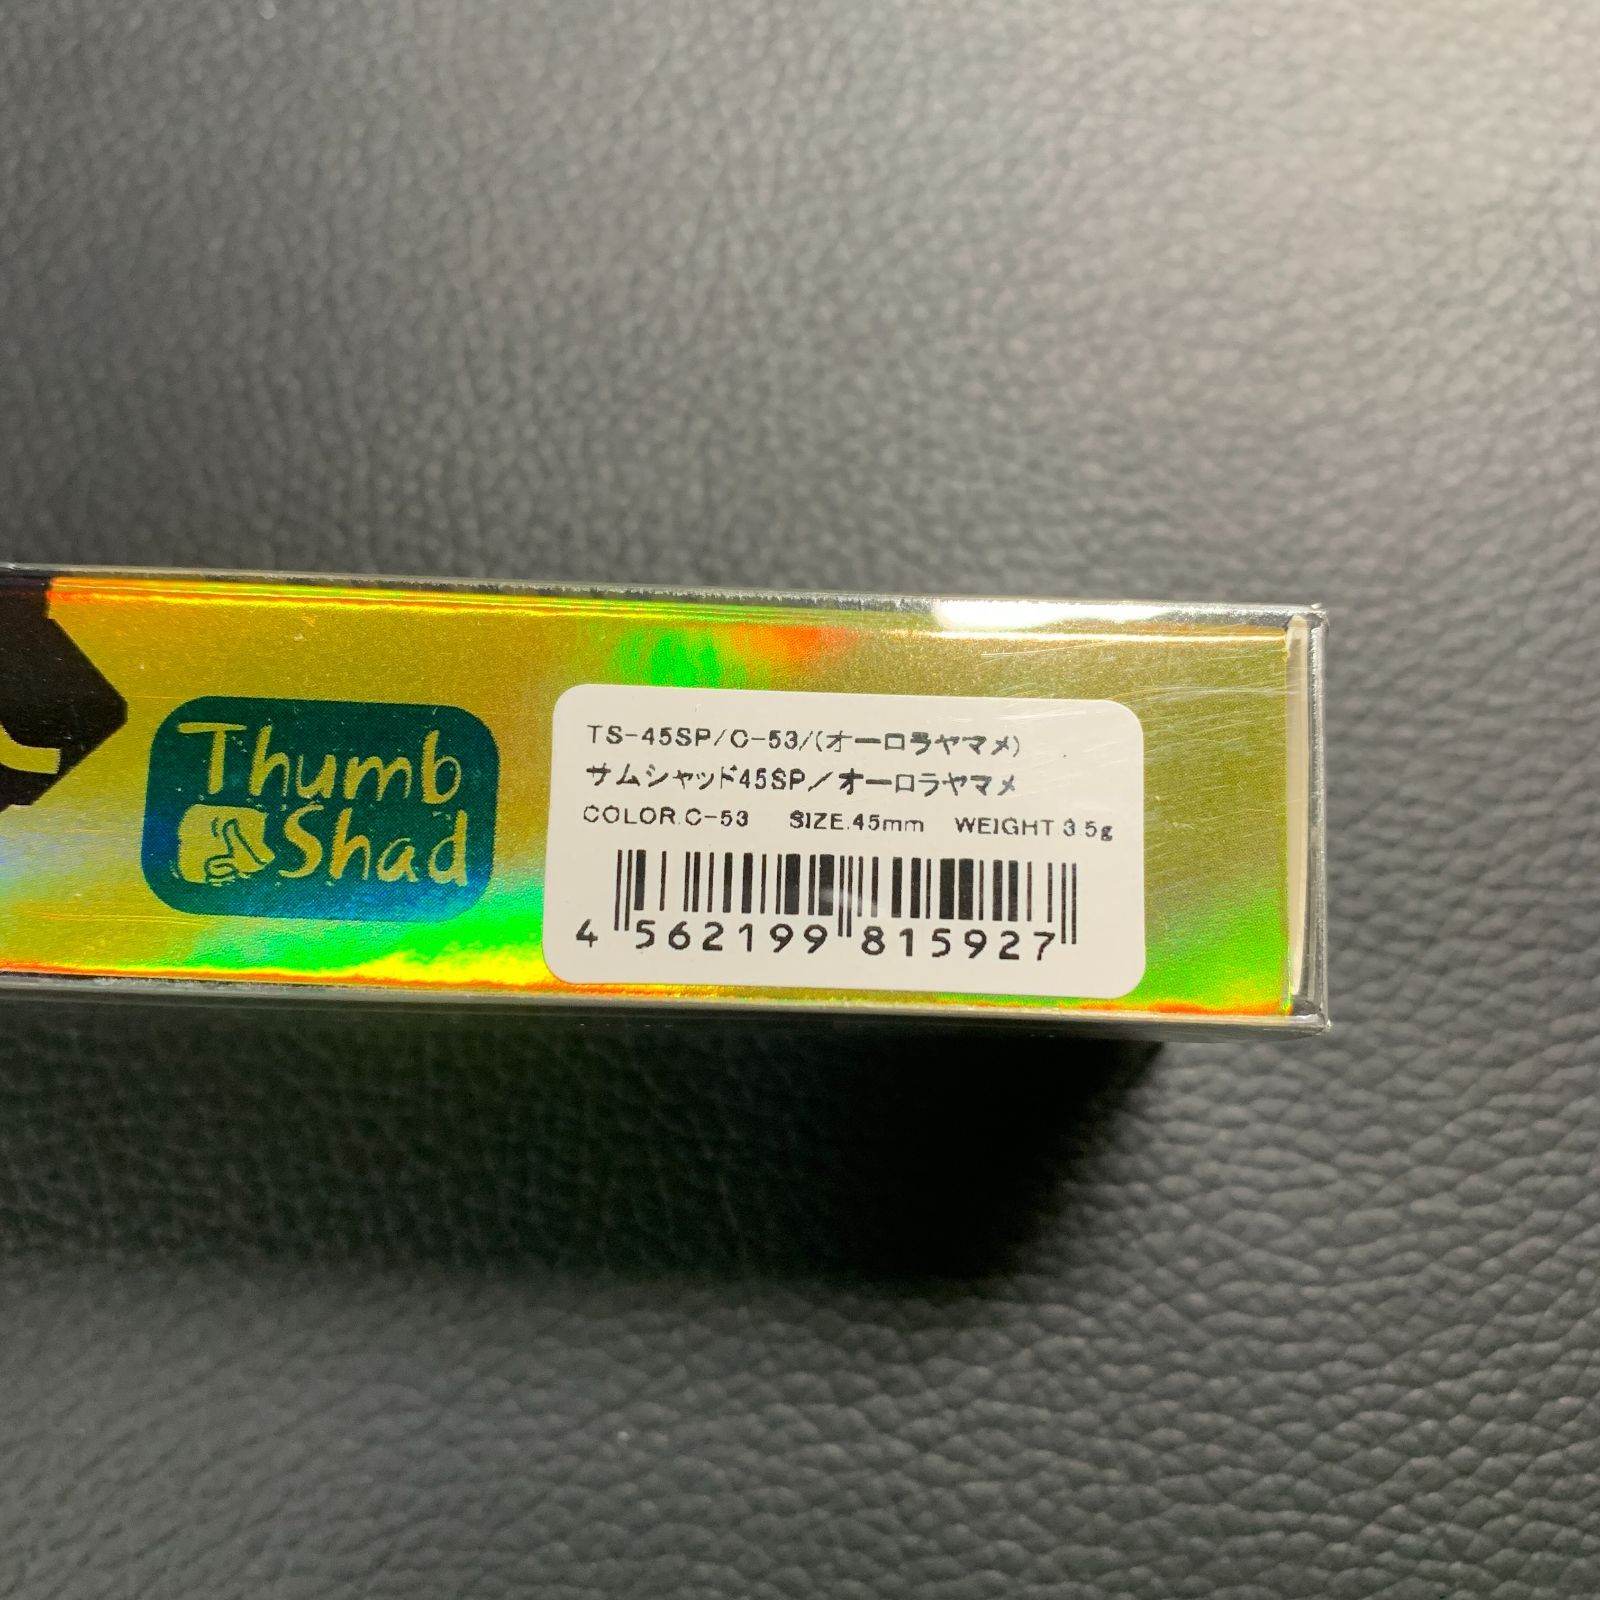 Thumb
Shad
TS-45SP/C-53/(オーロラヤマメ)
サムシャッド45SP/オーロラヤマメ
COLOR.C-53 SIZE.45mm WEIGHT.3.5g
4 562199 815927